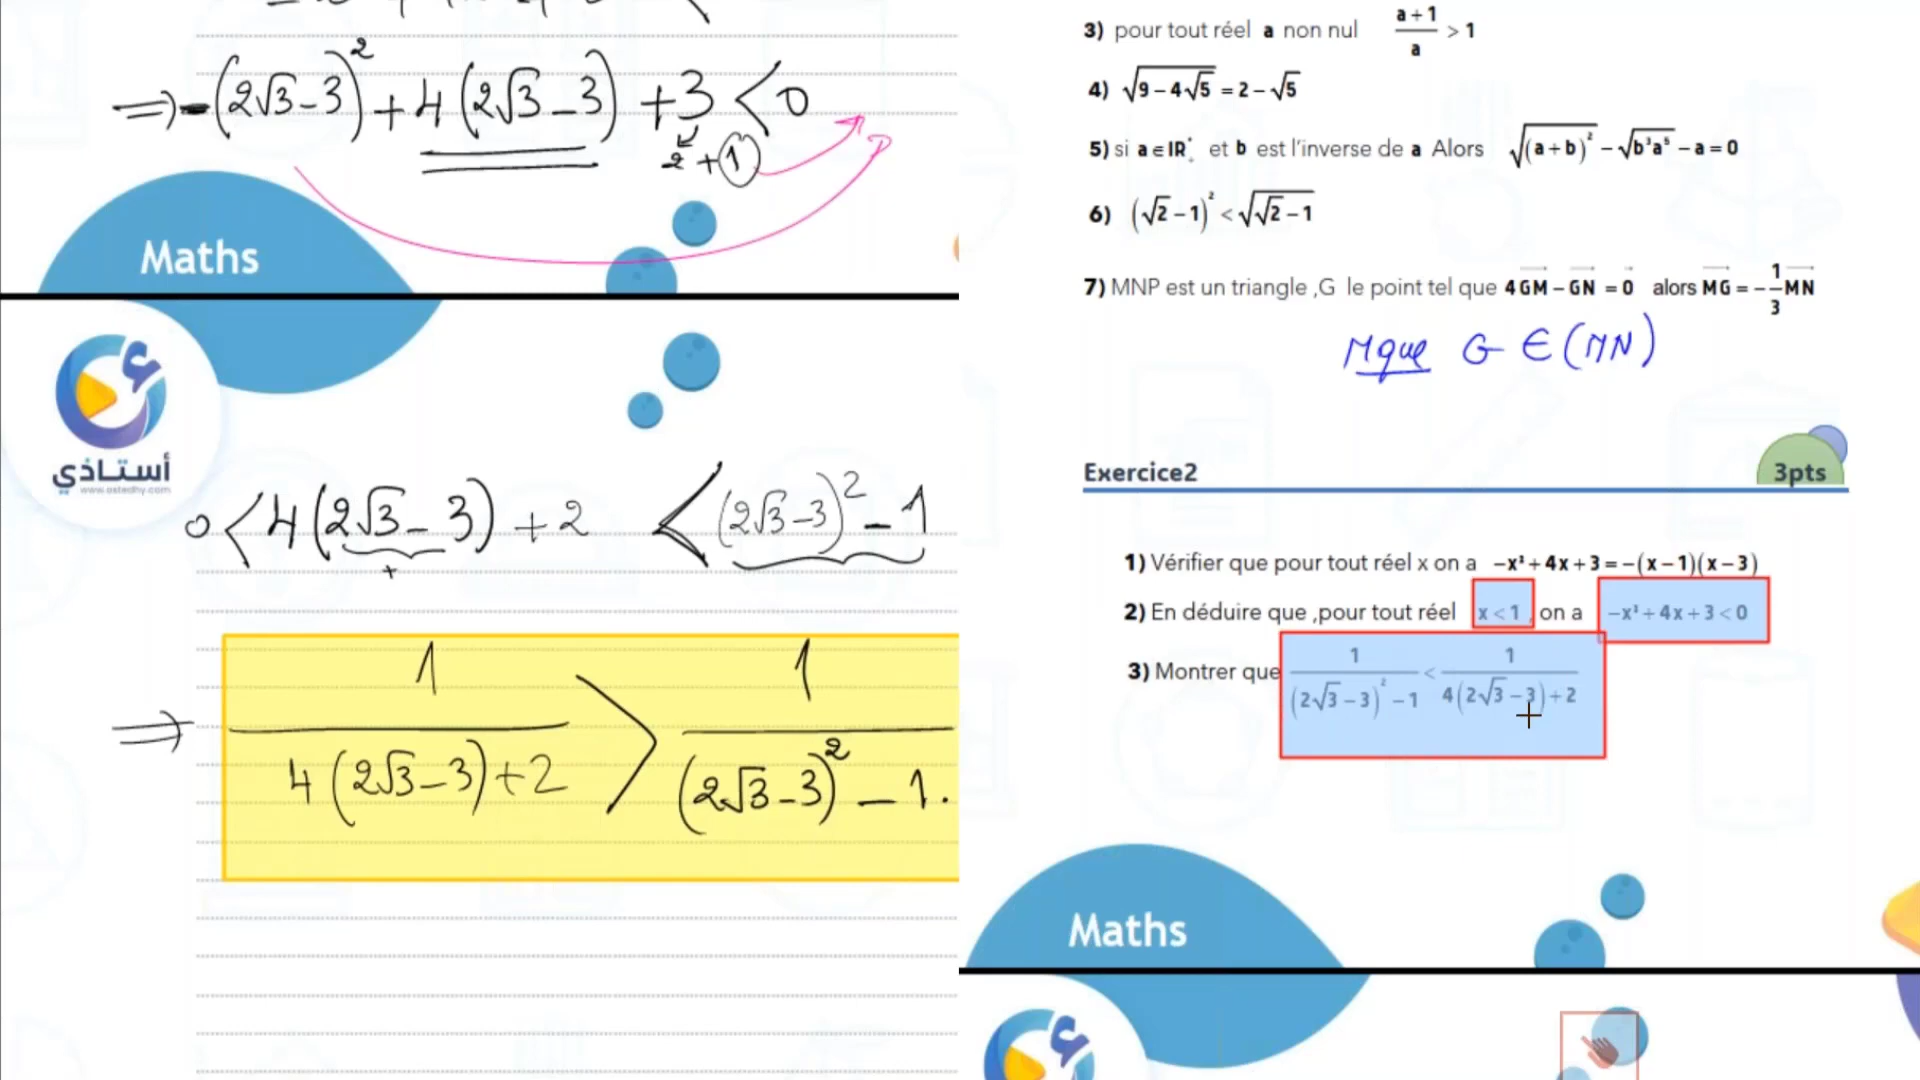 ⟹ -(2√3-3)² + 4(2√3-3) + 3 < 0
2 + 1
Maths
أستاذي
www.ostedhy.com
0 < 4(2√3-3) + 2 < (2√3-3)² - 1
+
⟹ 1/(4(2√3-3)+2) > 1/((2√3-3)² - 1).
3) pour tout réel a non nul (a+1)/a > 1
4) √(9-4√5) = 2-√5
5) si a∈IR*₊ et b est l'inverse de a Alors √((a+b)²) - √(b³a⁵) - a = 0
6) (√2-1)² < √(√2-1)
7) MNP est un triangle ,G le point tel que 4GM - GN = 0 alors MG = -1/3 MN
Mque G ∈ (MN)
Exercice2
3pts
1) Vérifier que pour tout réel x on a -x²+4x+3=-(x-1)(x-3)
2) En déduire que ,pour tout réel x<1, on a -x²+4x+3<0
3) Montrer que 1/((2√3-3)²-1) < 1/(4(2√3-3)+2)
Maths